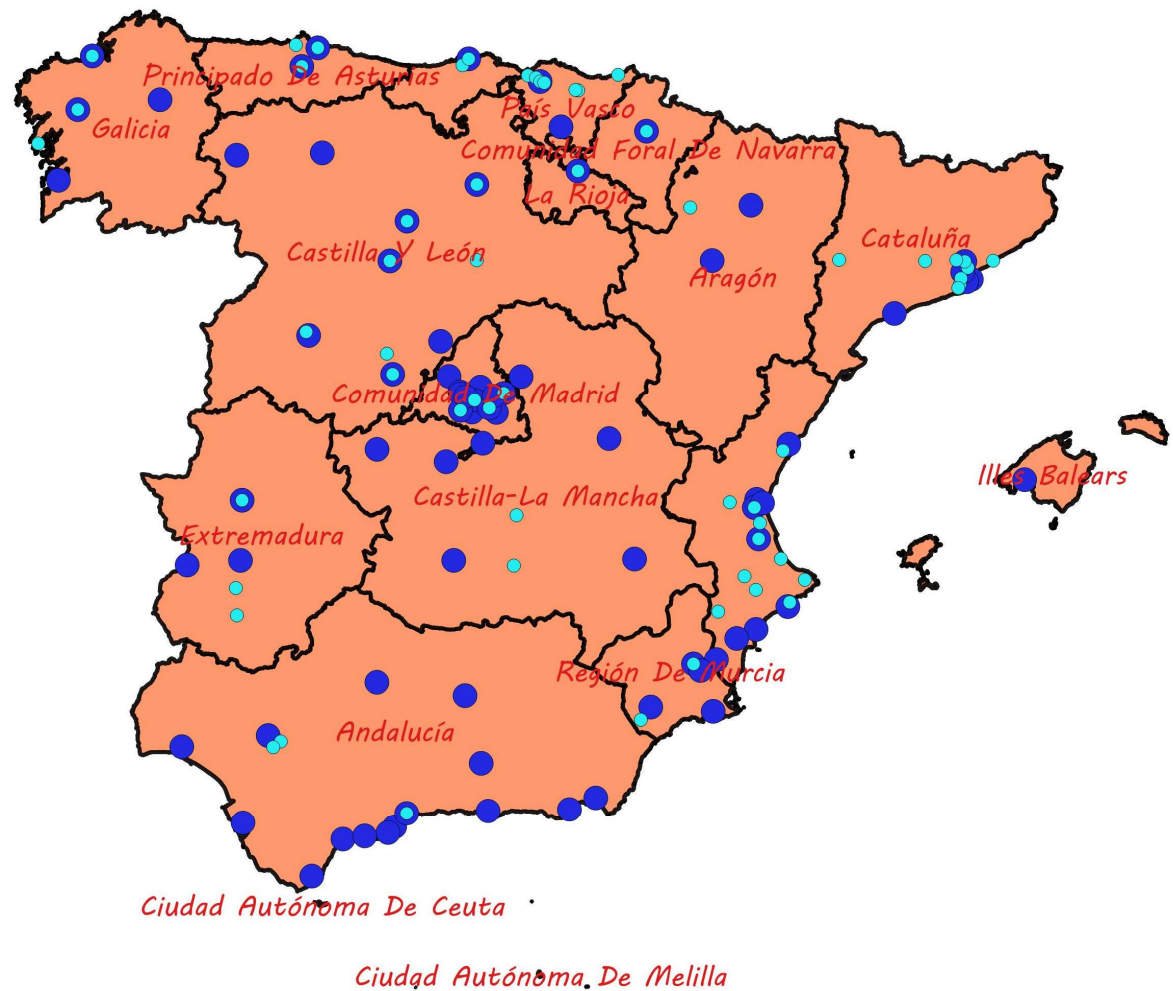 Principado De Asturias
País Vasco
Galicia
Comunidad Foral De Navarra
La Rioja
Cataluña
Castilla Y León
Aragón
Comunidad De Madrid
Illes Balears
Castilla-La Mancha
Extremadura
Región De Murcia
Andalucía
Ciudad Autónoma De Ceuta
Ciudad Autónoma De Melilla